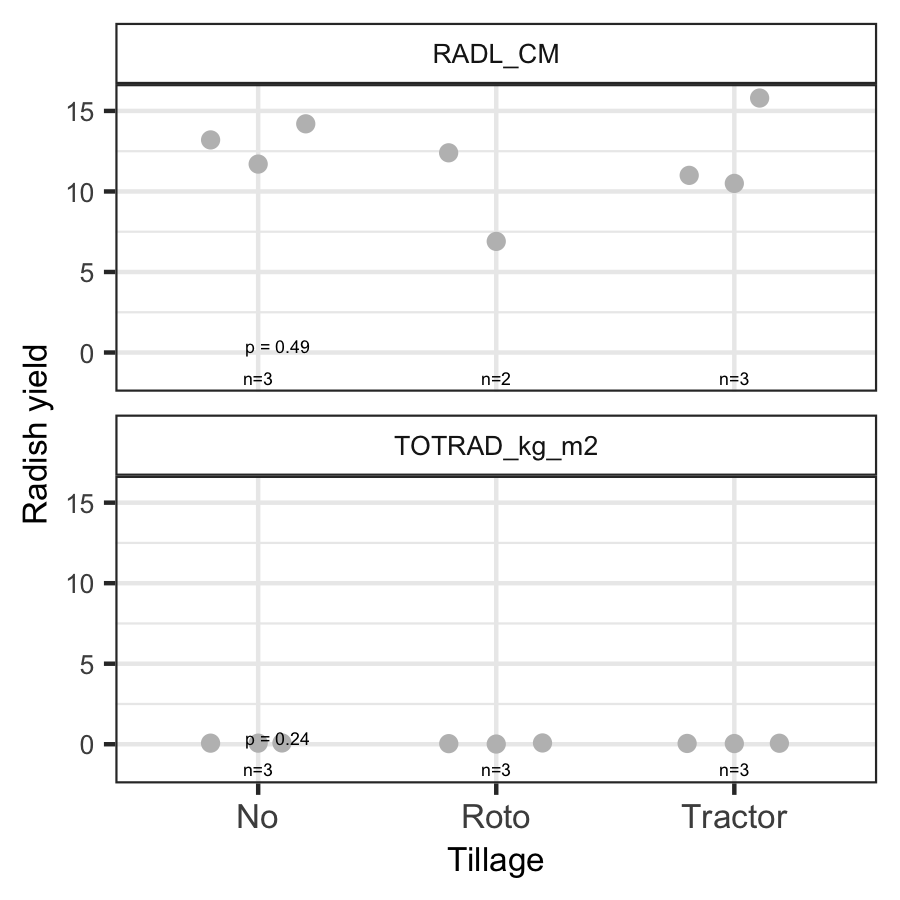 RADL_CM
15
10
5
0
p = 0.49
n=3 n=2 n=3
Radish yield
TOTRAD_kg_m2
15
10
5
0
p = 0.24
n=3 n=3 n=3
No Roto Tractor
Tillage